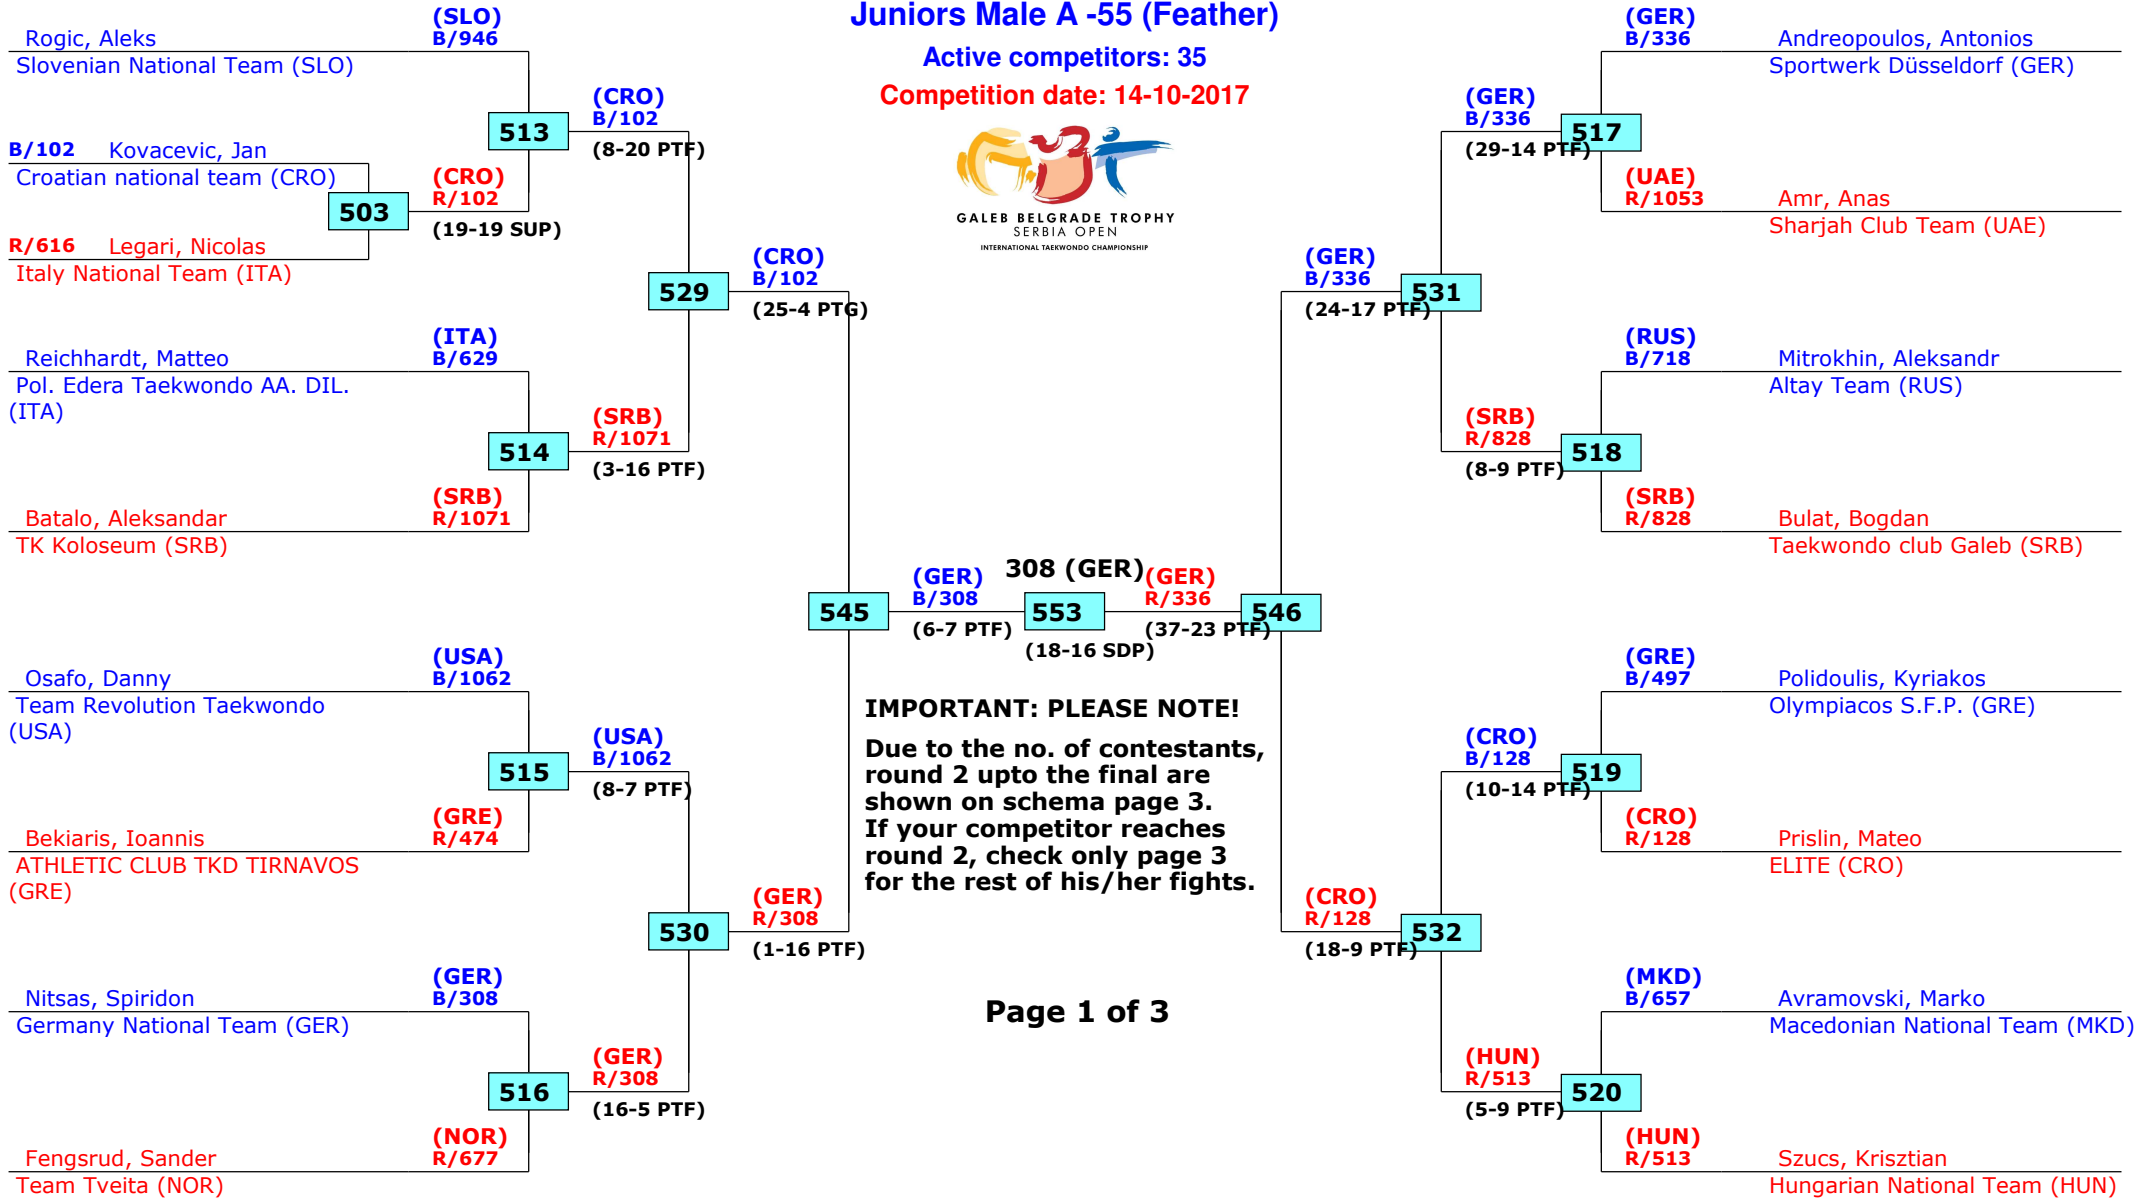 Juniors Male A -55 (Feather)
Active competitors: 35
Competition date: 14-10-2017
GALEB BELGRADE TROPHY
SERBIA OPEN
INTERNATIONAL TAEKWONDO CHAMPIONSHIP
(SLO)
Rogic, Aleks B/946
Slovenian National Team (SLO)
(CRO)
B/102
513
(8-20 PTF)
B/102 Kovacevic, Jan
Croatian national team (CRO)
(CRO)
R/102
503
(19-19 SUP)
R/616 Legari, Nicolas
Italy National Team (ITA)
(CRO)
B/102
529
(25-4 PTG)
(ITA)
Reichhardt, Matteo B/629
Pol. Edera Taekwondo AA. DIL.
(ITA)
(SRB)
R/1071
514
(3-16 PTF)
(SRB)
Batalo, Aleksandar R/1071
TK Koloseum (SRB)
545
(GER)
B/308
(6-7 PTF)
308 (GER)
553
(18-16 SDP)
(GER)
R/336
(37-23 PTF)
546
(USA)
Osafo, Danny B/1062
Team Revolution Taekwondo
(USA)
(USA)
B/1062
515
(8-7 PTF)
(GRE)
Bekiaris, Ioannis R/474
ATHLETIC CLUB TKD TIRNAVOS
(GRE)
(GER)
R/308
530
(1-16 PTF)
(GER)
Nitsas, Spiridon B/308
Germany National Team (GER)
(GER)
R/308
516
(16-5 PTF)
(NOR)
Fengsrud, Sander R/677
Team Tveita (NOR)
IMPORTANT: PLEASE NOTE!
Due to the no. of contestants,
round 2 upto the final are
shown on schema page 3.
If your competitor reaches
round 2, check only page 3
for the rest of his/her fights.
Page 1 of 3
(GER)
B/336 Andreopoulos, Antonios
Sportwerk Düsseldorf (GER)
(GER)
B/336
517
(29-14 PTF)
(UAE)
R/1053 Amr, Anas
Sharjah Club Team (UAE)
(GER)
B/336
531
(24-17 PTF)
(RUS)
B/718 Mitrokhin, Aleksandr
Altay Team (RUS)
(SRB)
R/828
518
(8-9 PTF)
(SRB)
R/828 Bulat, Bogdan
Taekwondo club Galeb (SRB)
(GRE)
B/497 Polidoulis, Kyriakos
Olympiacos S.F.P. (GRE)
(CRO)
B/128
519
(10-14 PTF)
(CRO)
R/128 Prislin, Mateo
ELITE (CRO)
(CRO)
R/128
532
(18-9 PTF)
(MKD)
B/657 Avramovski, Marko
Macedonian National Team (MKD)
(HUN)
R/513
520
(5-9 PTF)
(HUN)
R/513 Szucs, Krisztian
Hungarian National Team (HUN)